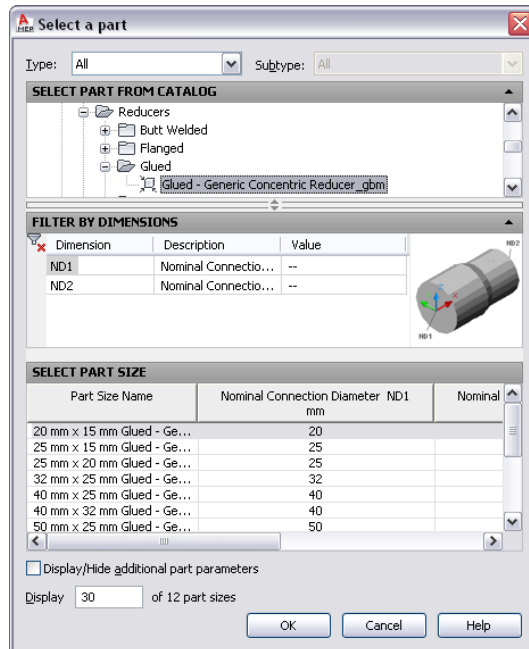 MEP Select a part
Type: All Subtype: All
SELECT PART FROM CATALOG
Reducers
Butt Welded
Flanged
Glued
Glued - Generic Concentric Reducer_gbm
FILTER BY DIMENSIONS
Dimension Description Value
ND1 Nominal Connectio... --
ND2 Nominal Connectio... --
ND2
ND1
SELECT PART SIZE
Part Size Name Nominal Connection Diameter ND1 Nominal
mm
20 mm x 15 mm Glued - Ge... 20
25 mm x 15 mm Glued - Ge... 25
25 mm x 20 mm Glued - Ge... 25
32 mm x 25 mm Glued - Ge... 32
40 mm x 25 mm Glued - Ge... 40
40 mm x 32 mm Glued - Ge... 40
50 mm x 25 mm Glued - Ge... 50
Display/Hide additional part parameters
Display 30 of 12 part sizes
OK Cancel Help